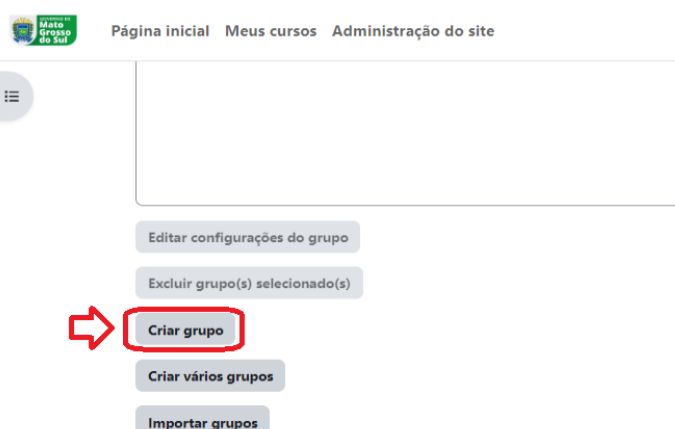 GOVERNO DE
Mato
Grosso
do Sul
Página inicial Meus cursos Administração do site
Editar configurações do grupo
Excluir grupo(s) selecionado(s)
Criar grupo
Criar vários grupos
Importar grupos